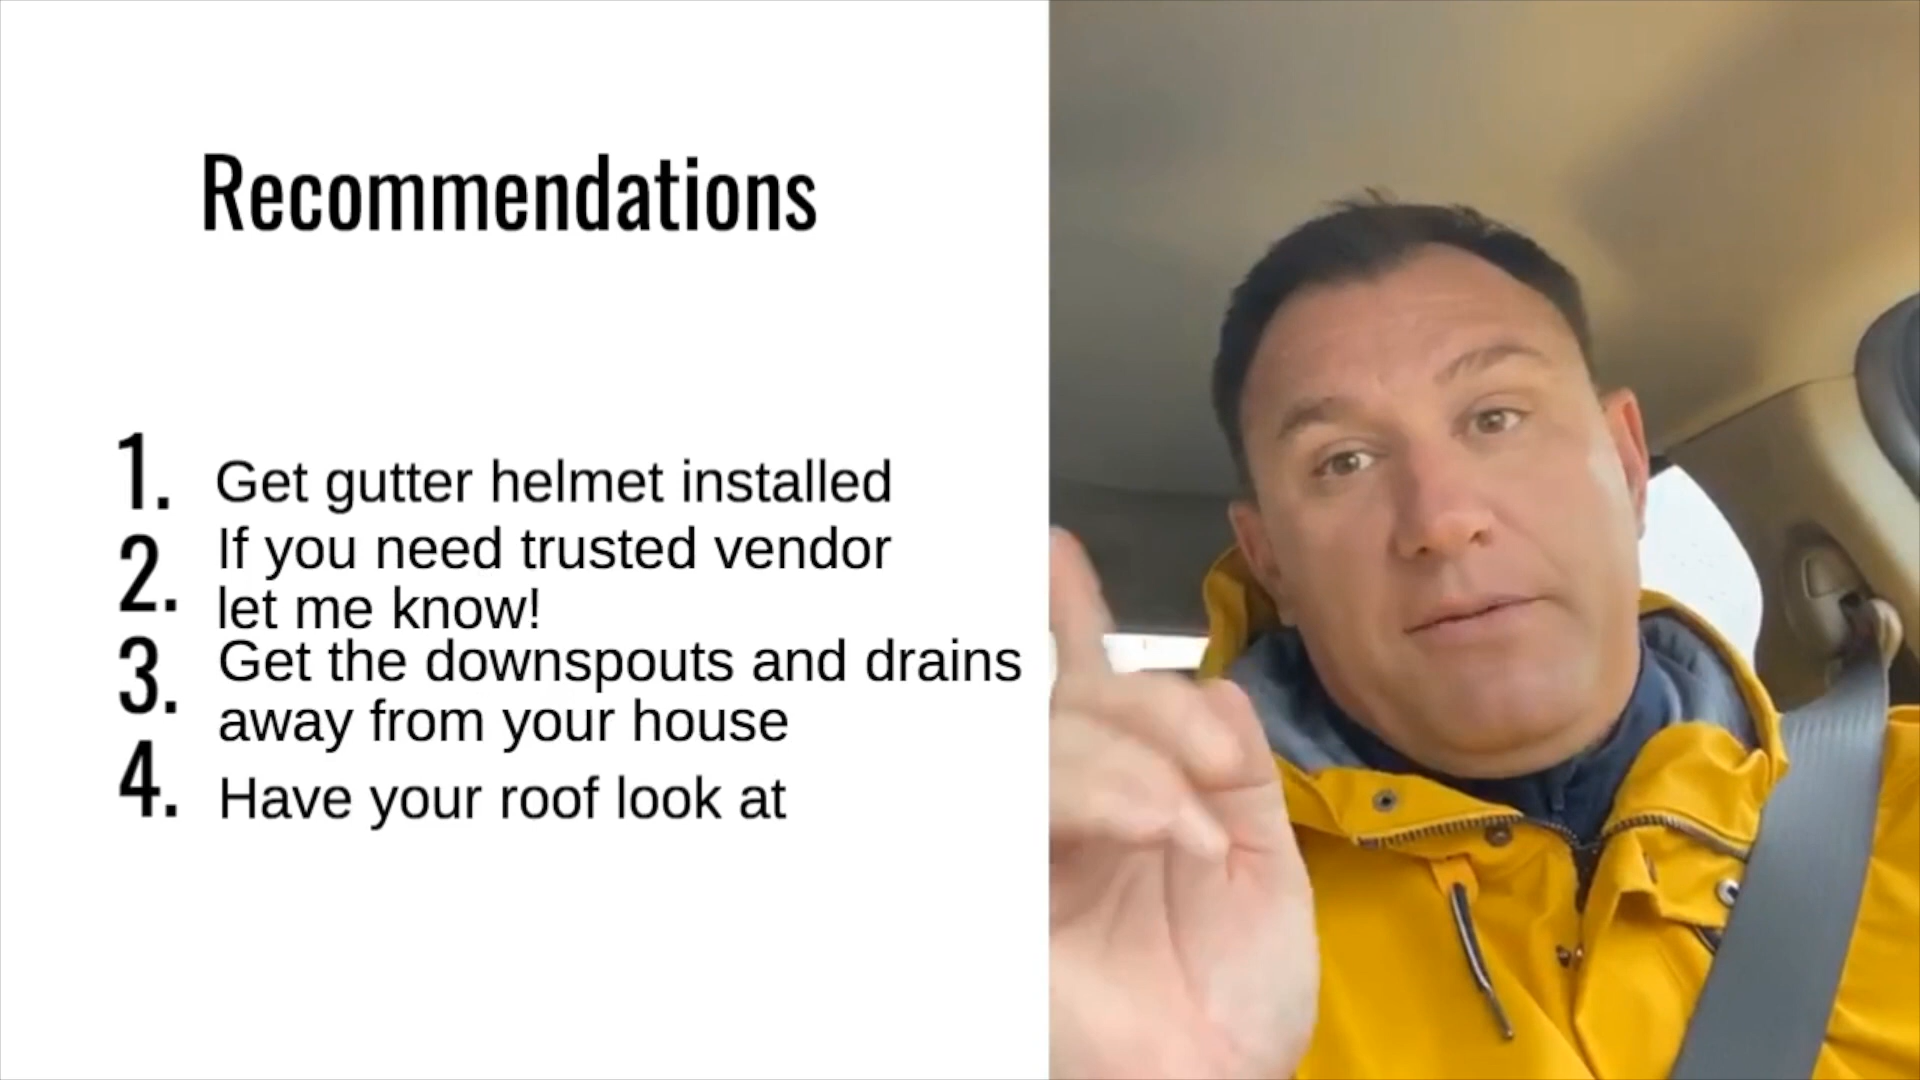 Recommendations
1. Get gutter helmet installed
2. If you need trusted vendor
let me know!
3. Get the downspouts and drains
away from your house
4. Have your roof look at